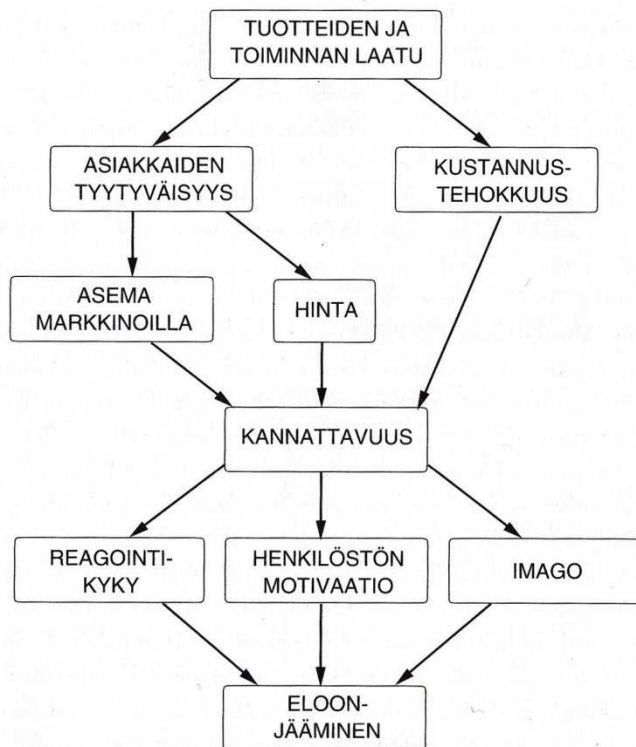 TUOTTEIDEN JA
TOIMINNAN LAATU
ASIAKKAIDEN
TYYTYVÄISYYS
KUSTANNUS-
TEHOKKUUS
ASEMA
MARKKINOILLA
HINTA
KANNATTAVUUS
REAGOINTI-
KYKY
HENKILÖSTÖN
MOTIVAATIO
IMAGO
ELOON-
JÄÄMINEN